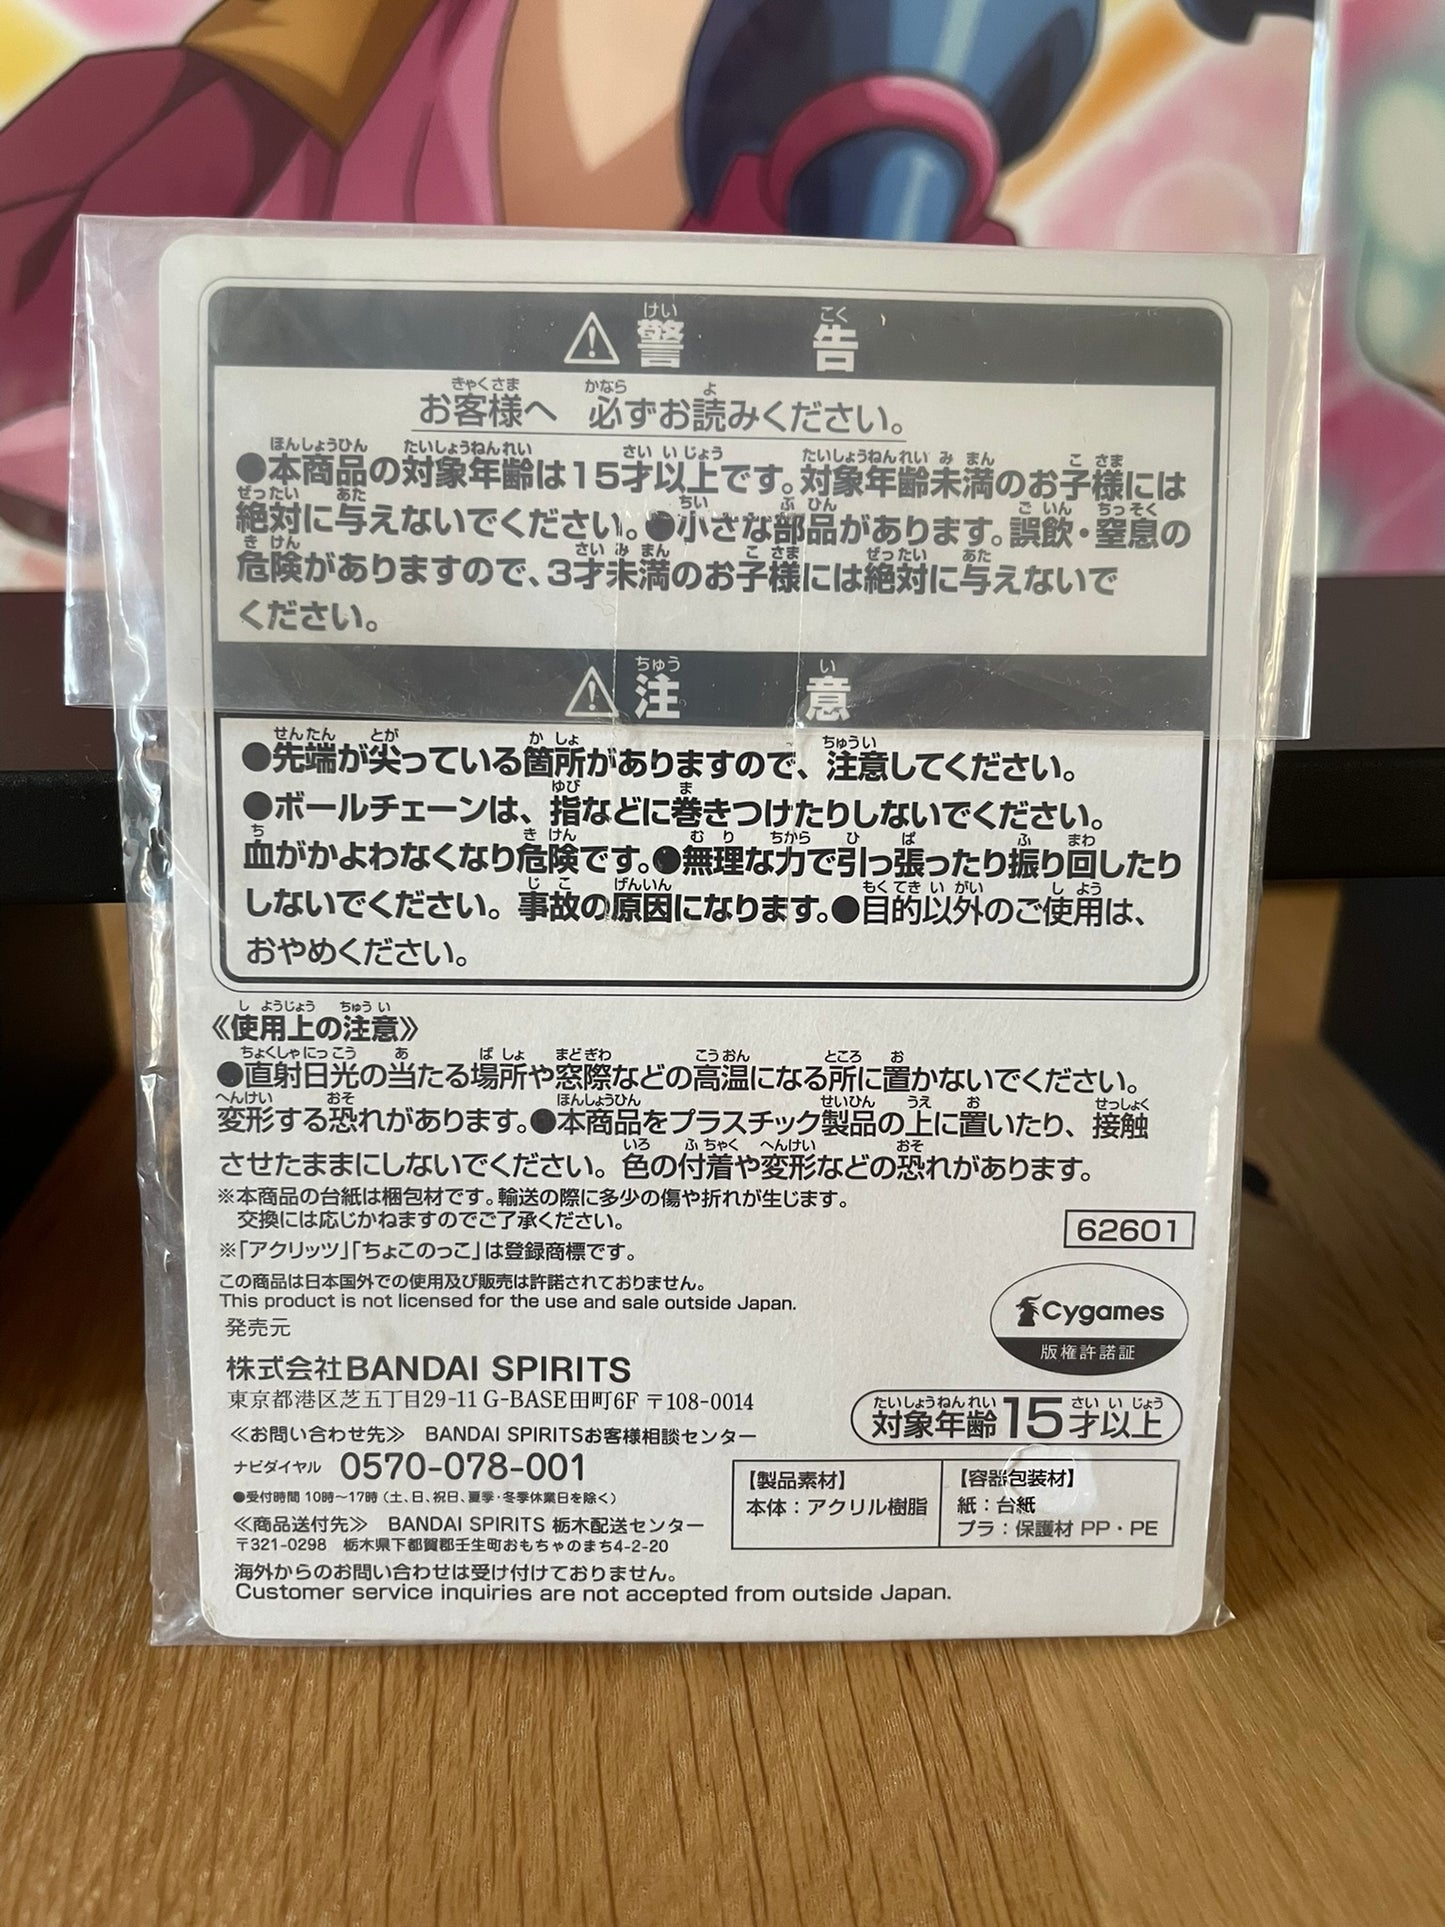 ⚠警告
お客様へ 必ずお読みください。
●本商品の対象年齢は15才以上です。対象年齢未満のお子様には
絶対に与えないでください。●小さな部品があります。誤飲・窒息の
危険がありますので、3才未満のお子様には絶対に与えないで
ください。
⚠注意
●先端が尖っている箇所がありますので、注意してください。
●ボールチェーンは、指などに巻きつけたりしないでください。
血がかよわなくなり危険です。●無理な力で引っ張ったり振り回したり
しないでください。事故の原因になります。●目的以外のご使用は、
おやめください。
《使用上の注意》
●直射日光の当たる場所や窓際などの高温になる所に置かないでください。
変形する恐れがあります。●本商品をプラスチック製品の上に置いたり、接触
させたままにしないでください。色の付着や変形などの恐れがあります。
※本商品の台紙は梱包材です。輸送の際に多少の傷や折れが生じます。
交換には応じかねますのでご了承ください。
62601
※「アクリッツ」「ちょこのっこ」は登録商標です。
この商品は日本国外での使用及び販売は許諾されておりません。
This product is not licensed for the use and sale outside Japan.
Cygames
版権許諾証
発売元
株式会社BANDAI SPIRITS
東京都港区芝五丁目29-11 G-BASE田町6F 〒108-0014
対象年齢15才以上
≪お問い合わせ先≫ BANDAI SPIRITSお客様相談センター
ナビダイヤル 0570-078-001
●受付時間 10時〜17時(土、日、祝日、夏季・冬季休業日を除く)
≪商品送付先≫ BANDAI SPIRITS 栃木配送センター
〒321-0298 栃木県下都賀郡壬生町おもちゃのまち4-2-20
【製品素材】
本体：アクリル樹脂
【容器包装材】
紙：台紙
プラ：保護材 PP・PE
海外からのお問い合わせは受け付けておりません。
Customer service inquiries are not accepted from outside Japan.